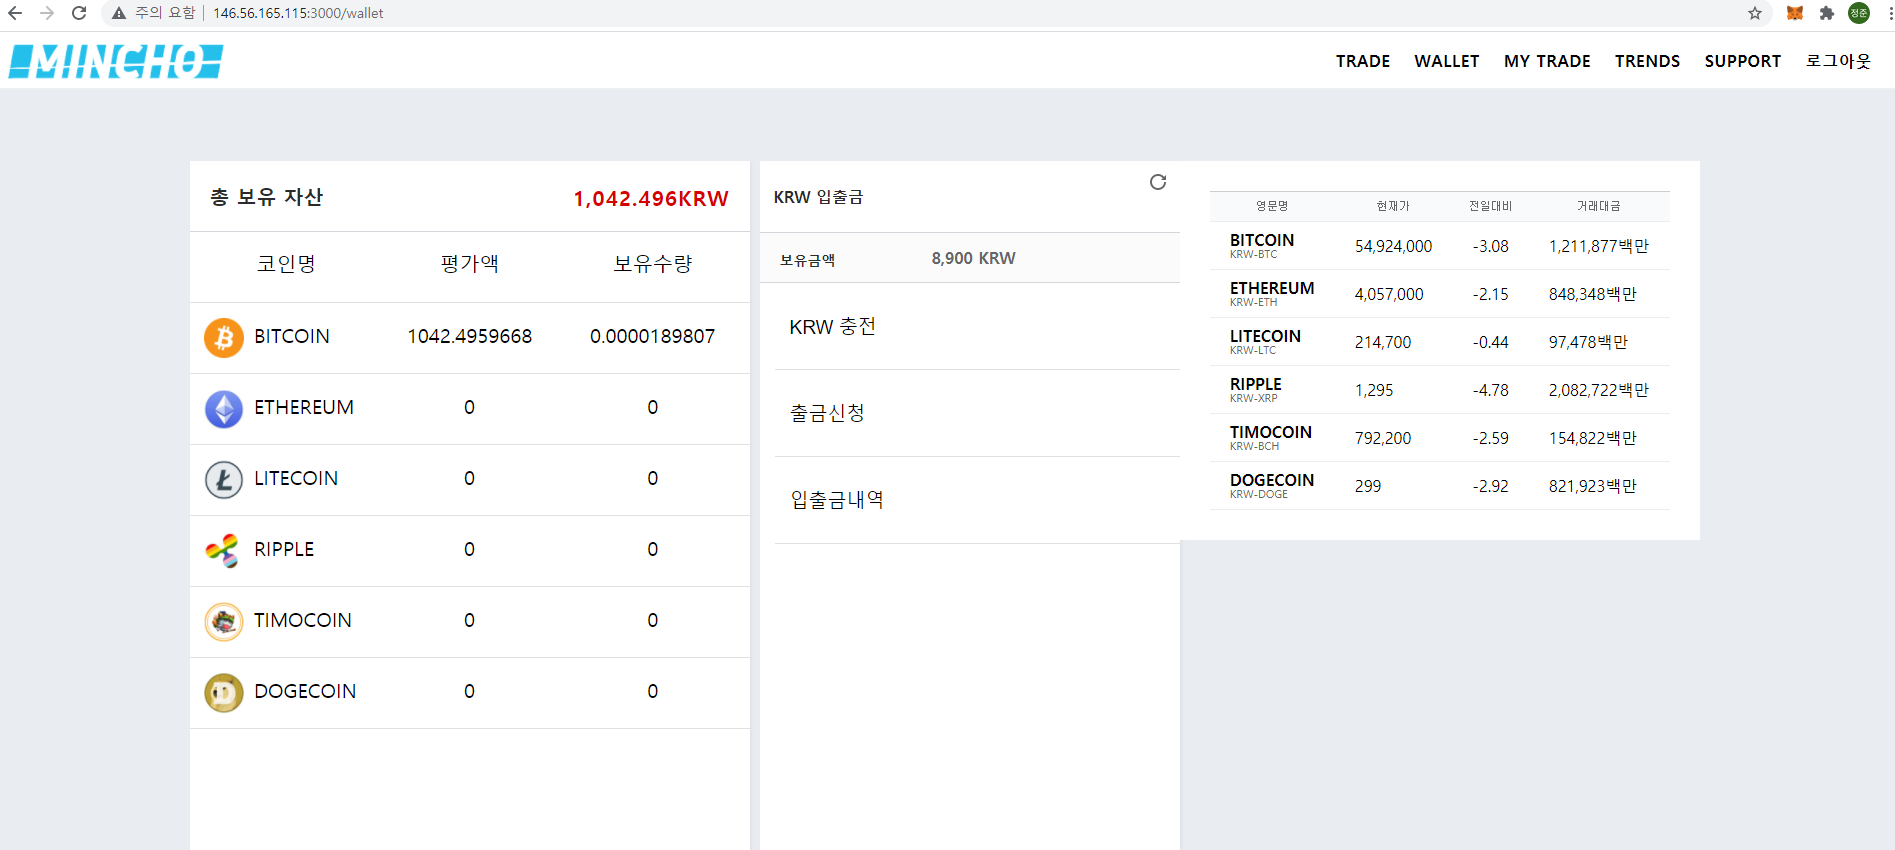 주의 요함 146.56.165.115:3000/wallet 정준
MINCHO TRADE WALLET MY TRADE TRENDS SUPPORT 로그아웃
총 보유 자산 1,042.496KRW
코인명 평가액 보유수량
BITCOIN 1042.4959668 0.0000189807
ETHEREUM 0 0
LITECOIN 0 0
RIPPLE 0 0
TIMOCOIN 0 0
DOGECOIN 0 0
KRW 입출금
보유금액 8,900 KRW
KRW 충전
출금신청
입출금내역
영문명 현재가 전일대비 거래대금
BITCOIN 54,924,000 -3.08 1,211,877백만
KRW-BTC
ETHEREUM 4,057,000 -2.15 848,348백만
KRW-ETH
LITECOIN 214,700 -0.44 97,478백만
KRW-LTC
RIPPLE 1,295 -4.78 2,082,722백만
KRW-XRP
TIMOCOIN 792,200 -2.59 154,822백만
KRW-BCH
DOGECOIN 299 -2.92 821,923백만
KRW-DOGE